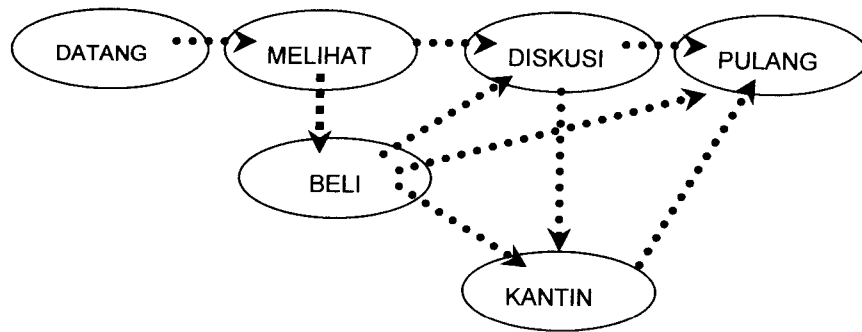 DATANG
MELIHAT
DISKUSI
PULANG
BELI
KANTIN